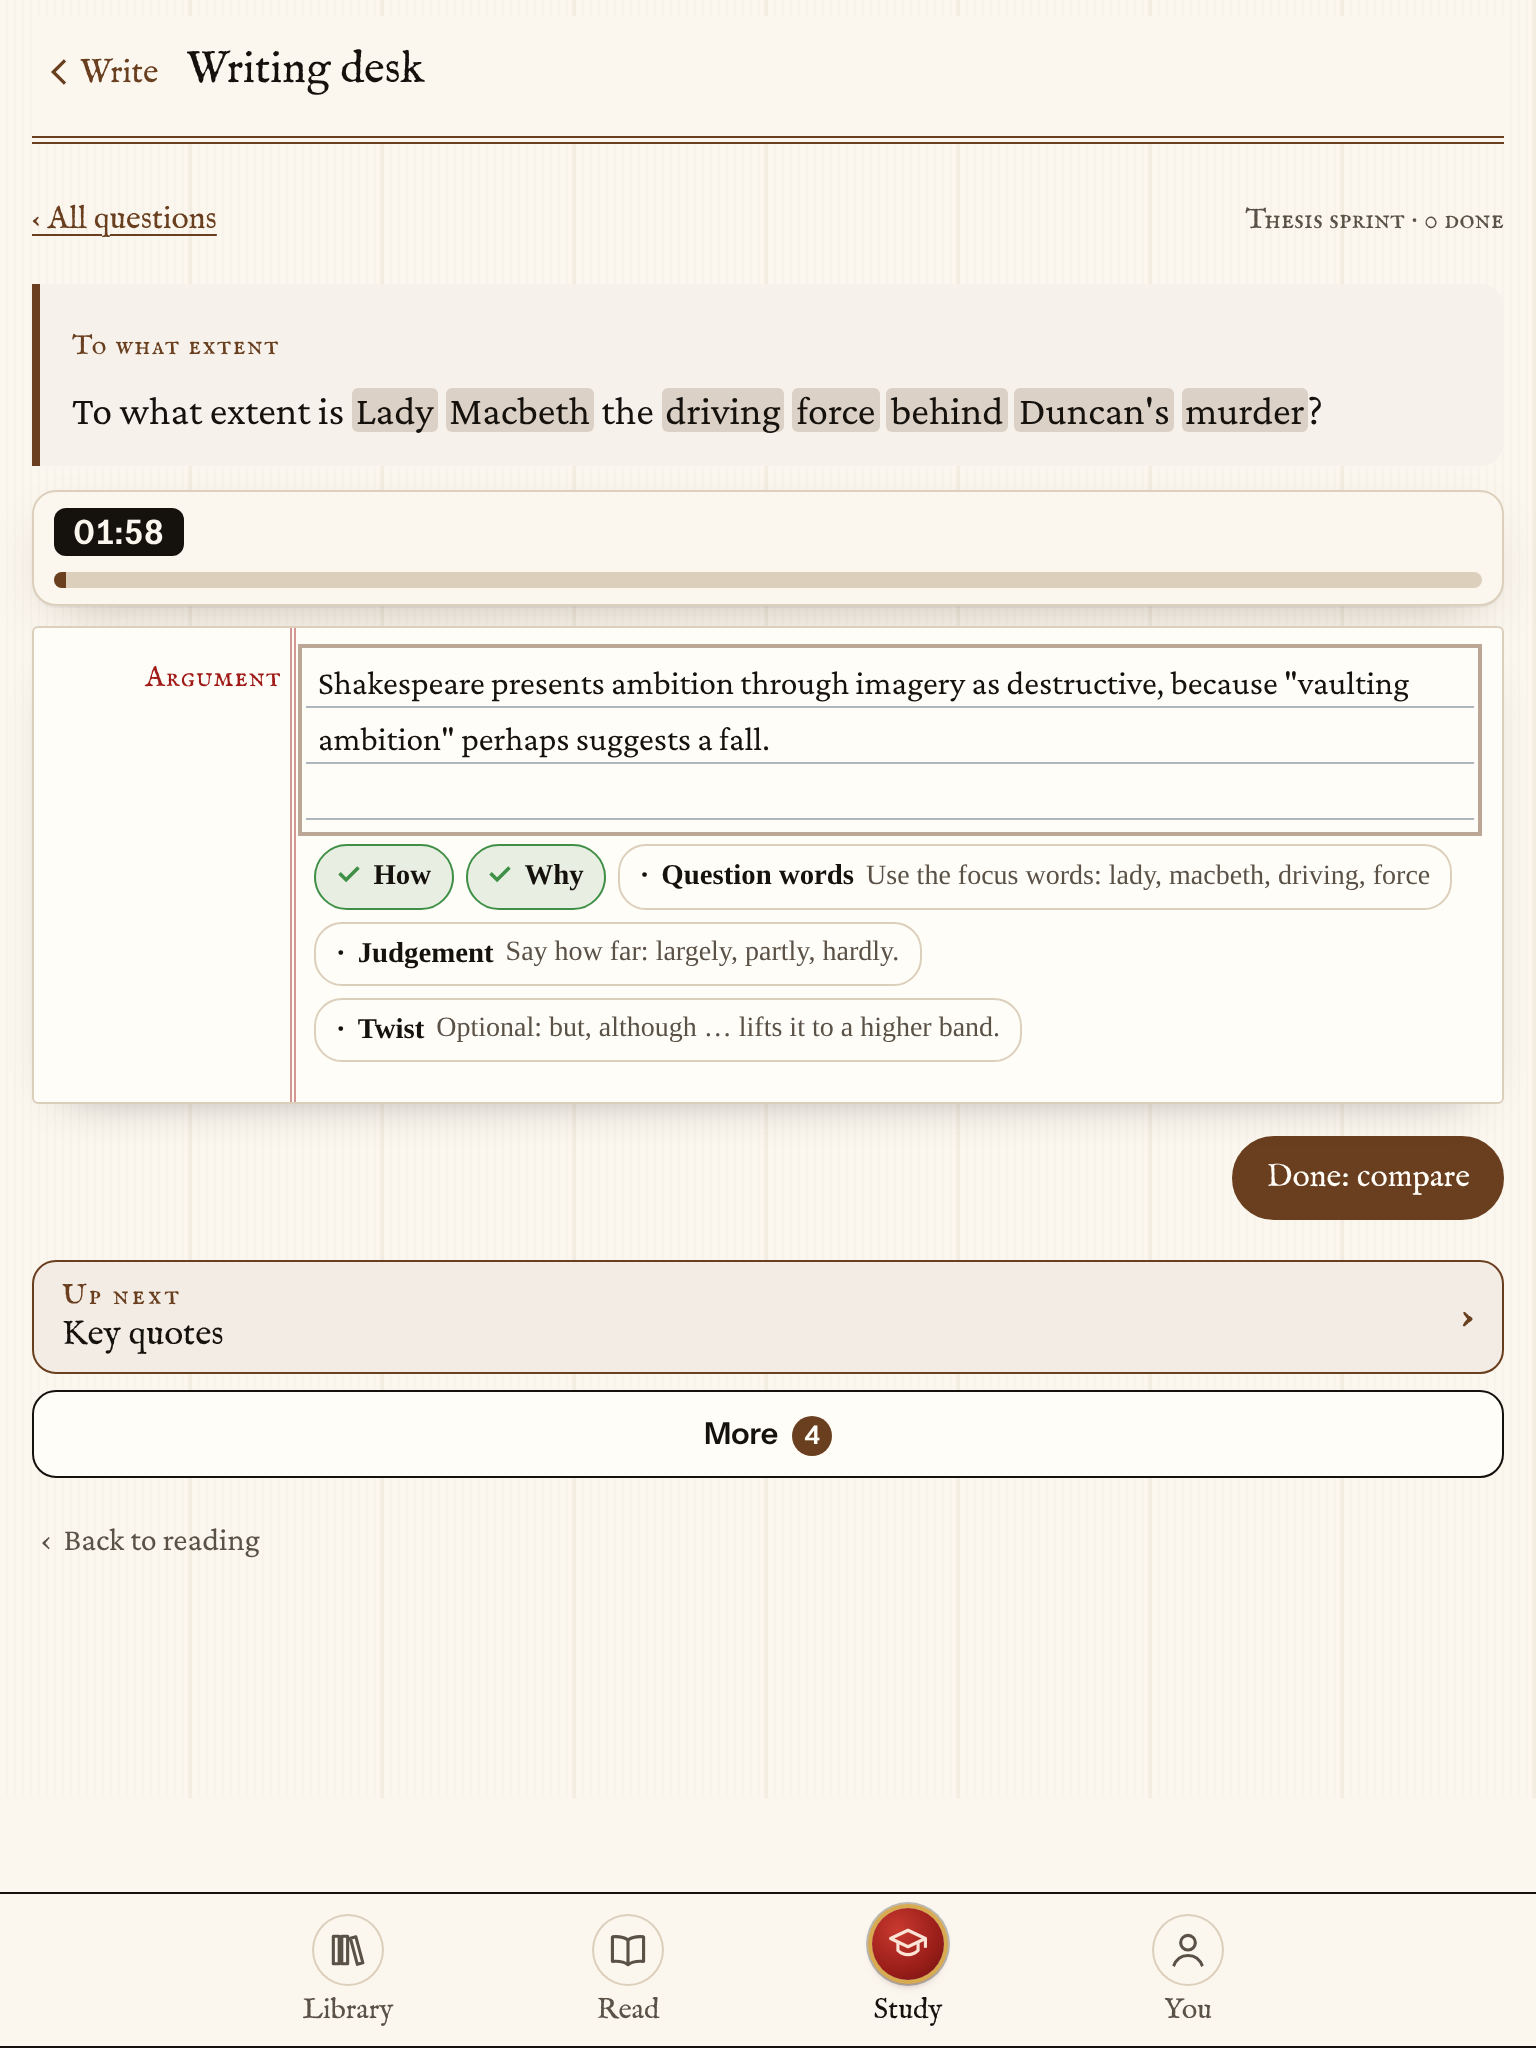 Write
Writing desk
‹ All questions
Thesis sprint · 0 done
To what extent
To what extent is Lady Macbeth the driving force behind Duncan's murder?
01:58
Argument
Shakespeare presents ambition through imagery as destructive, because "vaulting
ambition" perhaps suggests a fall.
✓ How
✓ Why
· Question words Use the focus words: lady, macbeth, driving, force
· Judgement Say how far: largely, partly, hardly.
· Twist Optional: but, although … lifts it to a higher band.
Done: compare
Up next
Key quotes
›
More 4
‹ Back to reading
Library
Read
Study
You